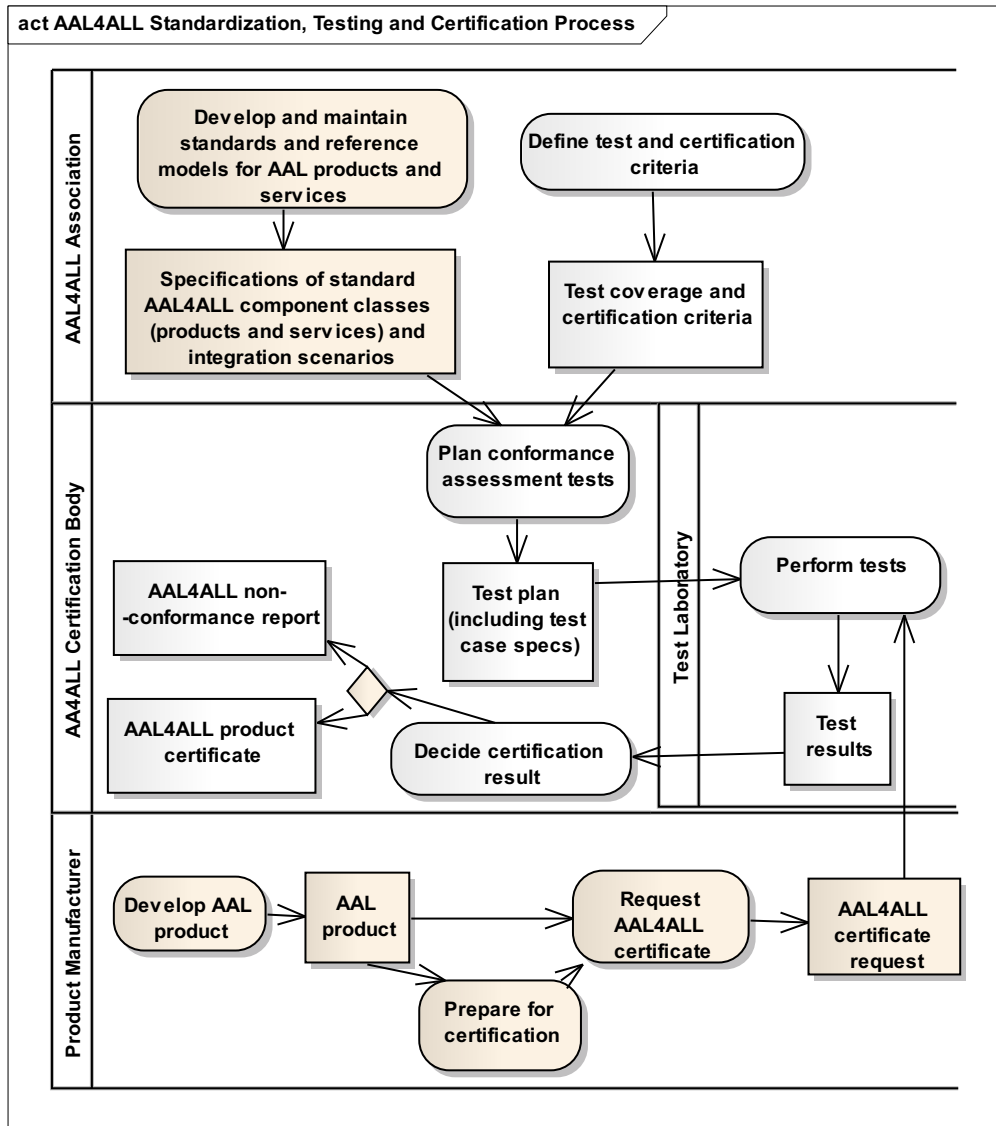 act AAL4ALL Standardization, Testing and Certification Process
AAL4ALL Association
Develop and maintain
standards and reference
models for AAL products and
services
Define test and certification
criteria
Specifications of standard
AAL4ALL component classes
(products and services) and
integration scenarios
Test coverage and
certification criteria
AA4ALL Certification Body
Plan conformance
assessment tests
Test Laboratory
Perform tests
AAL4ALL non-
-conformance report
Test plan
(including test
case specs)
AAL4ALL product
certificate
Decide certification
result
Test
results
Product Manufacturer
Develop AAL
product
AAL
product
Request
AAL4ALL
certificate
AAL4ALL
certificate
request
Prepare for
certification